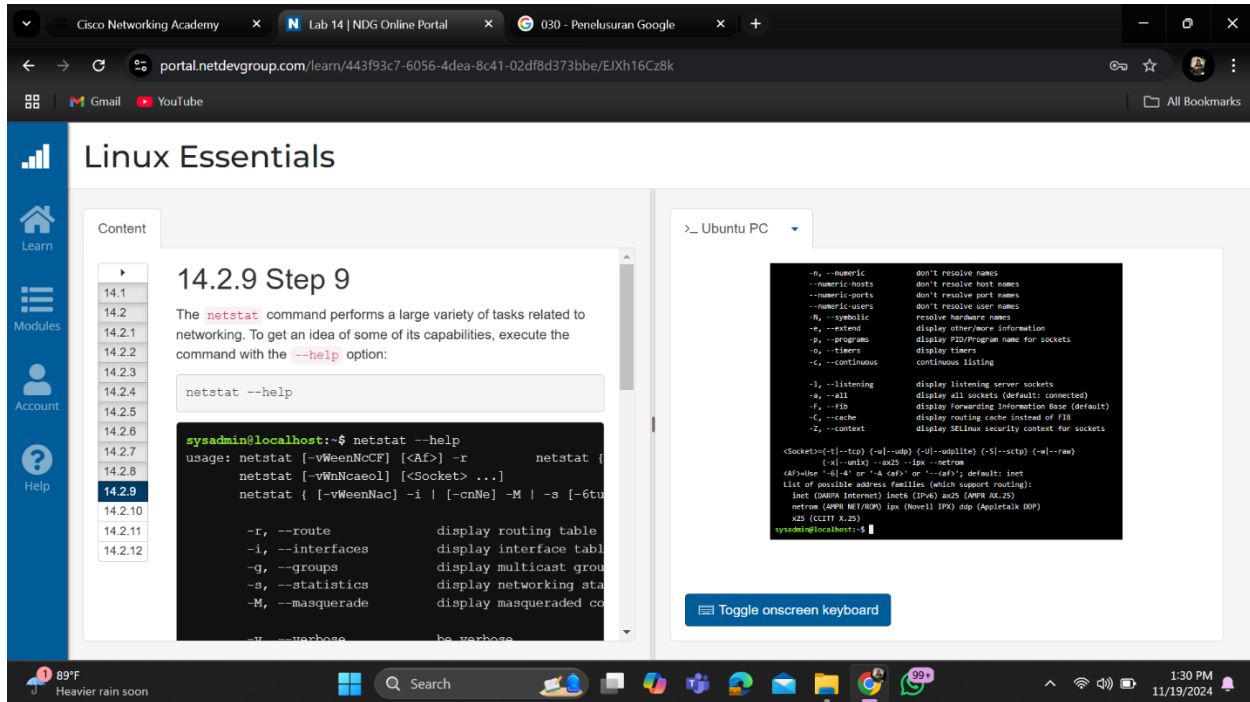 Cisco Networking Academy
Lab 14 | NDG Online Portal
030 - Penelusuran Google
portal.netdevgroup.com/learn/443f93c7-6056-4dea-8c41-02df8d373bbe/EJXh16Cz8k
Gmail
YouTube
All Bookmarks
Linux Essentials
Learn
Modules
Account
Help
Content
14.1
14.2
14.2.1
14.2.2
14.2.3
14.2.4
14.2.5
14.2.6
14.2.7
14.2.8
14.2.9
14.2.10
14.2.11
14.2.12
14.2.9 Step 9
The netstat command performs a large variety of tasks related to
networking. To get an idea of some of its capabilities, execute the
command with the --help option:
netstat --help
sysadmin@localhost:~$ netstat --help
usage: netstat [-vWeenNcCF] [<Af>] -r netstat {
netstat [-vWnNcaeol] [<Socket> ...]
netstat { [-vWeenNac] -i | [-cnNe] -M | -s [-6tu
-r, --route display routing table
-i, --interfaces display interface tabl
-g, --groups display multicast grou
-s, --statistics display networking sta
-M, --masquerade display masqueraded co
-v, --verbose be verbose
>_ Ubuntu PC
-n, --numeric don't resolve names
--numeric-hosts don't resolve host names
--numeric-ports don't resolve port names
--numeric-users don't resolve user names
-N, --symbolic resolve hardware names
-e, --extend display other/more information
-p, --programs display PID/Program name for sockets
-o, --timers display timers
-c, --continuous continuous listing
-l, --listening display listening server sockets
-a, --all display all sockets (default: connected)
-F, --fib display Forwarding Information Base (default)
-C, --cache display routing cache instead of FIB
-Z, --context display SELinux security context for sockets
<Socket>={-t|--tcp} {-u|--udp} {-U|--udplite} {-S|--sctp} {-w|--raw}
{-x|--unix} --ax25 --ipx --netrom
<AF>=Use '-6|-4' or '-A <af>' or '--<af>'; default: inet
List of possible address families (which support routing):
inet (DARPA Internet) inet6 (IPv6) ax25 (AMPR AX.25)
netrom (AMPR NET/ROM) ipx (Novell IPX) ddp (Appletalk DDP)
x25 (CCITT X.25)
sysadmin@localhost:~$
Toggle onscreen keyboard
1
89°F
Heavier rain soon
Search
99+
1:30 PM
11/19/2024